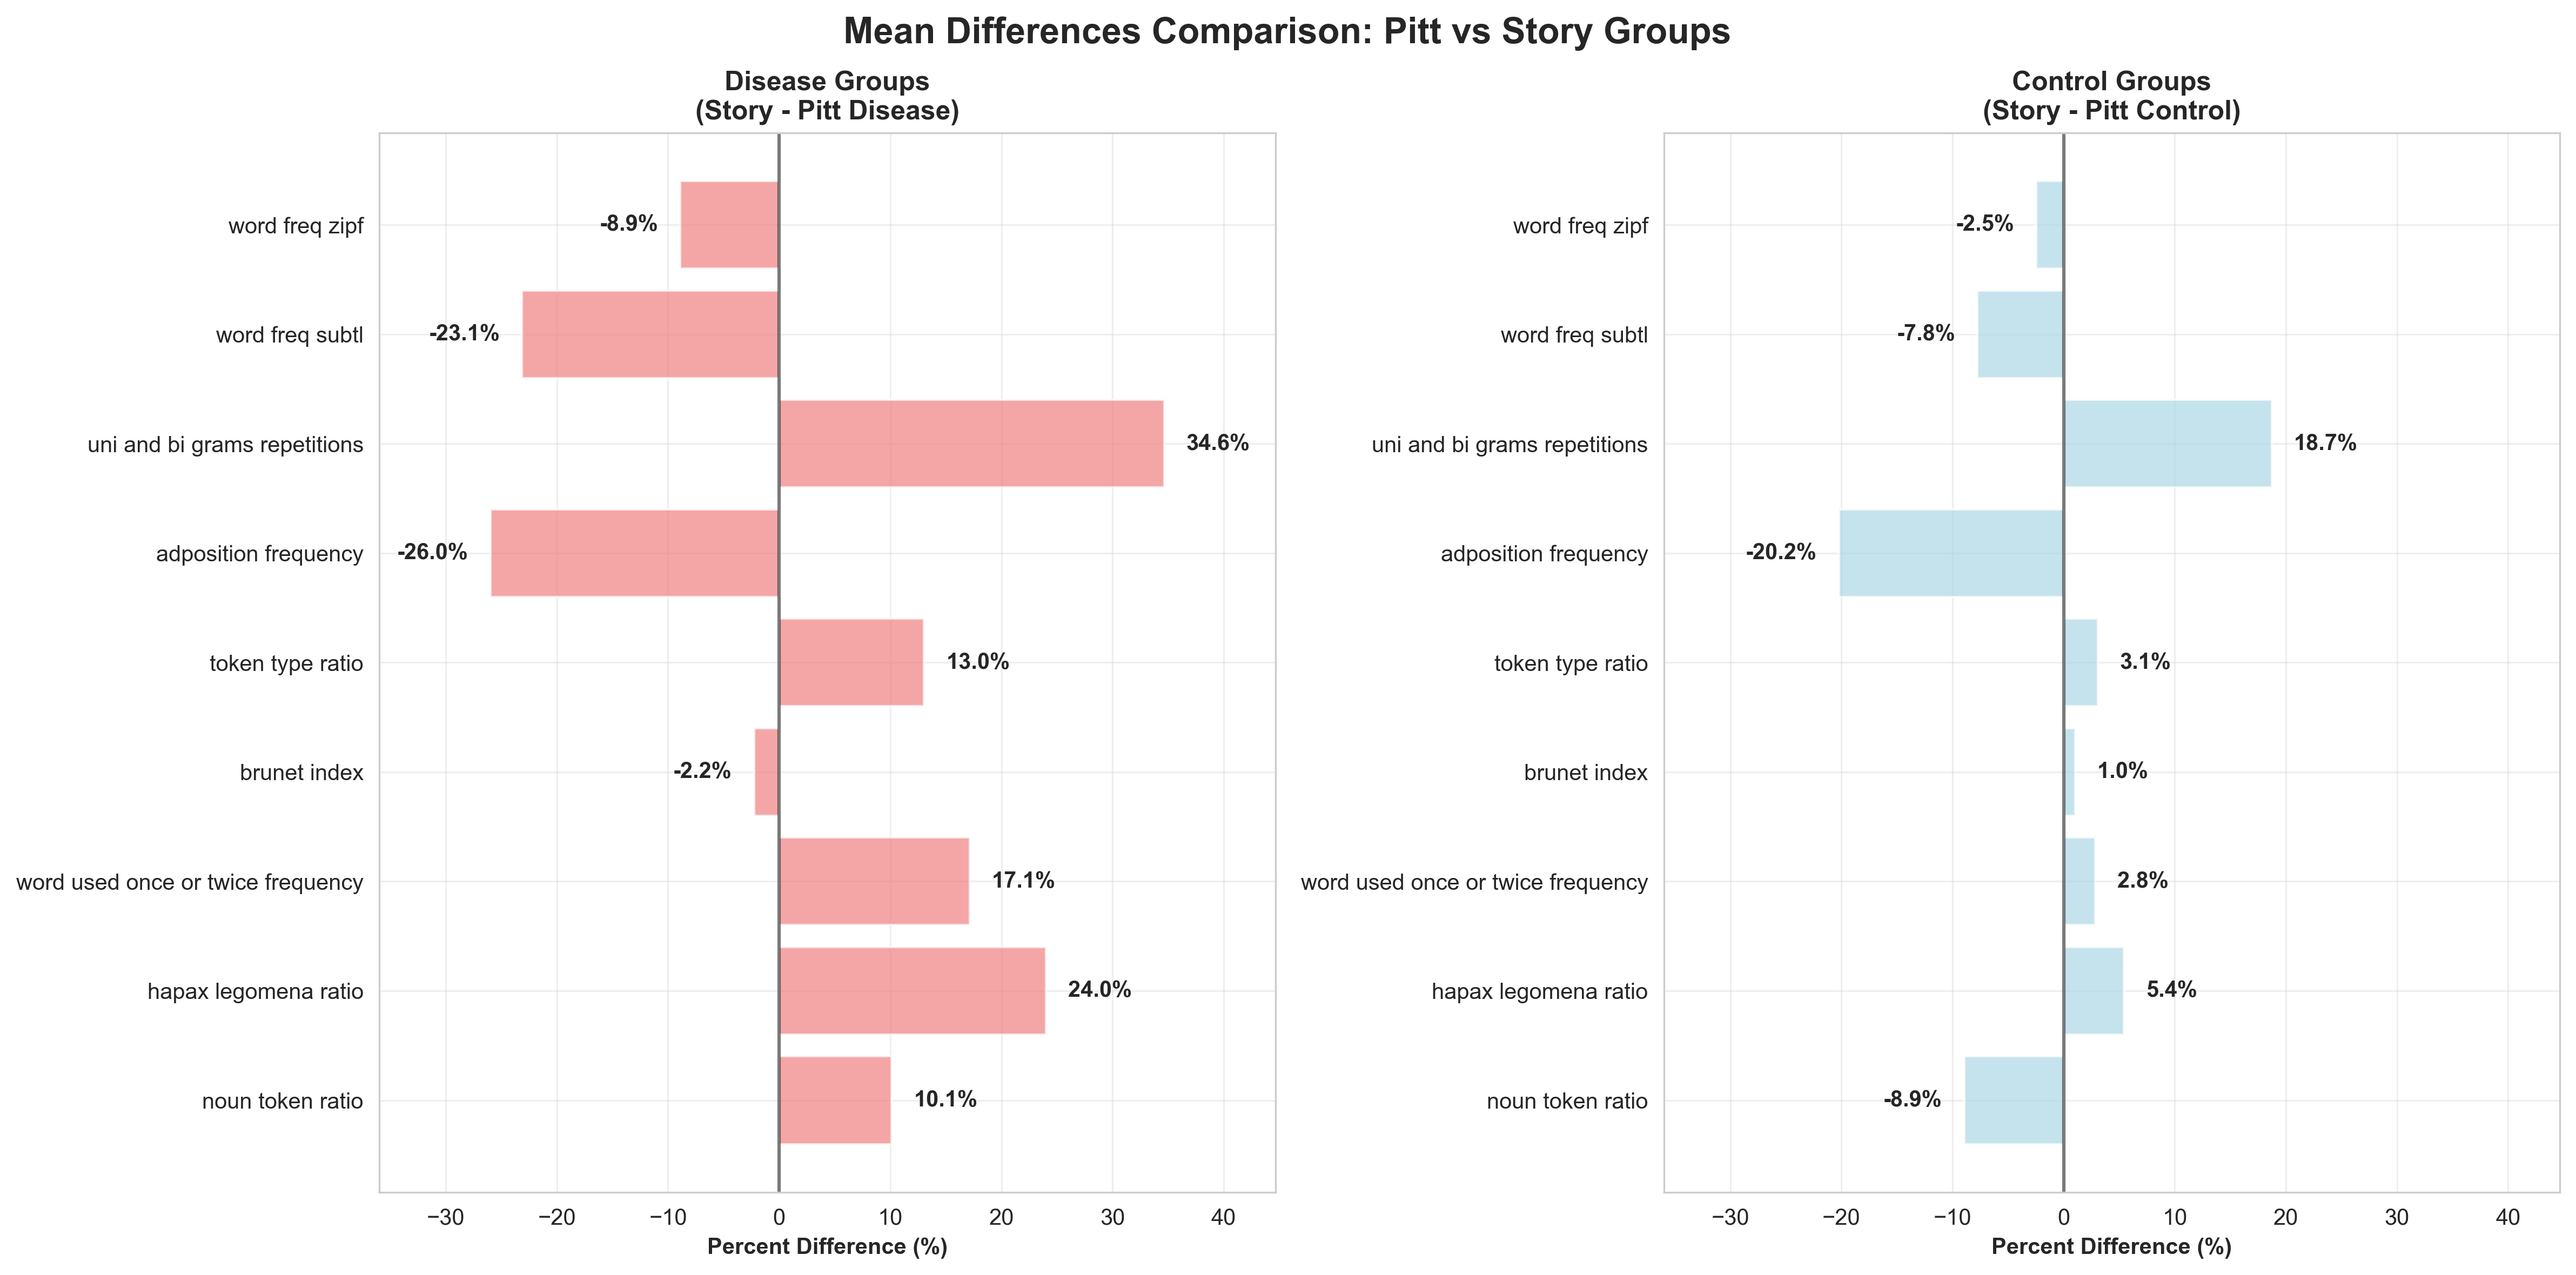 Mean Differences Comparison: Pitt vs Story Groups
Disease Groups
(Story - Pitt Disease)
word freq zipf
-8.9%
word freq subtl
-23.1%
uni and bi grams repetitions
34.6%
adposition frequency
-26.0%
token type ratio
13.0%
brunet index
-2.2%
word used once or twice frequency
17.1%
hapax legomena ratio
24.0%
noun token ratio
10.1%
−30 −20 −10 0 10 20 30 40
Percent Difference (%)
Control Groups
(Story - Pitt Control)
word freq zipf
-2.5%
word freq subtl
-7.8%
uni and bi grams repetitions
18.7%
adposition frequency
-20.2%
token type ratio
3.1%
brunet index
1.0%
word used once or twice frequency
2.8%
hapax legomena ratio
5.4%
noun token ratio
-8.9%
−30 −20 −10 0 10 20 30 40
Percent Difference (%)